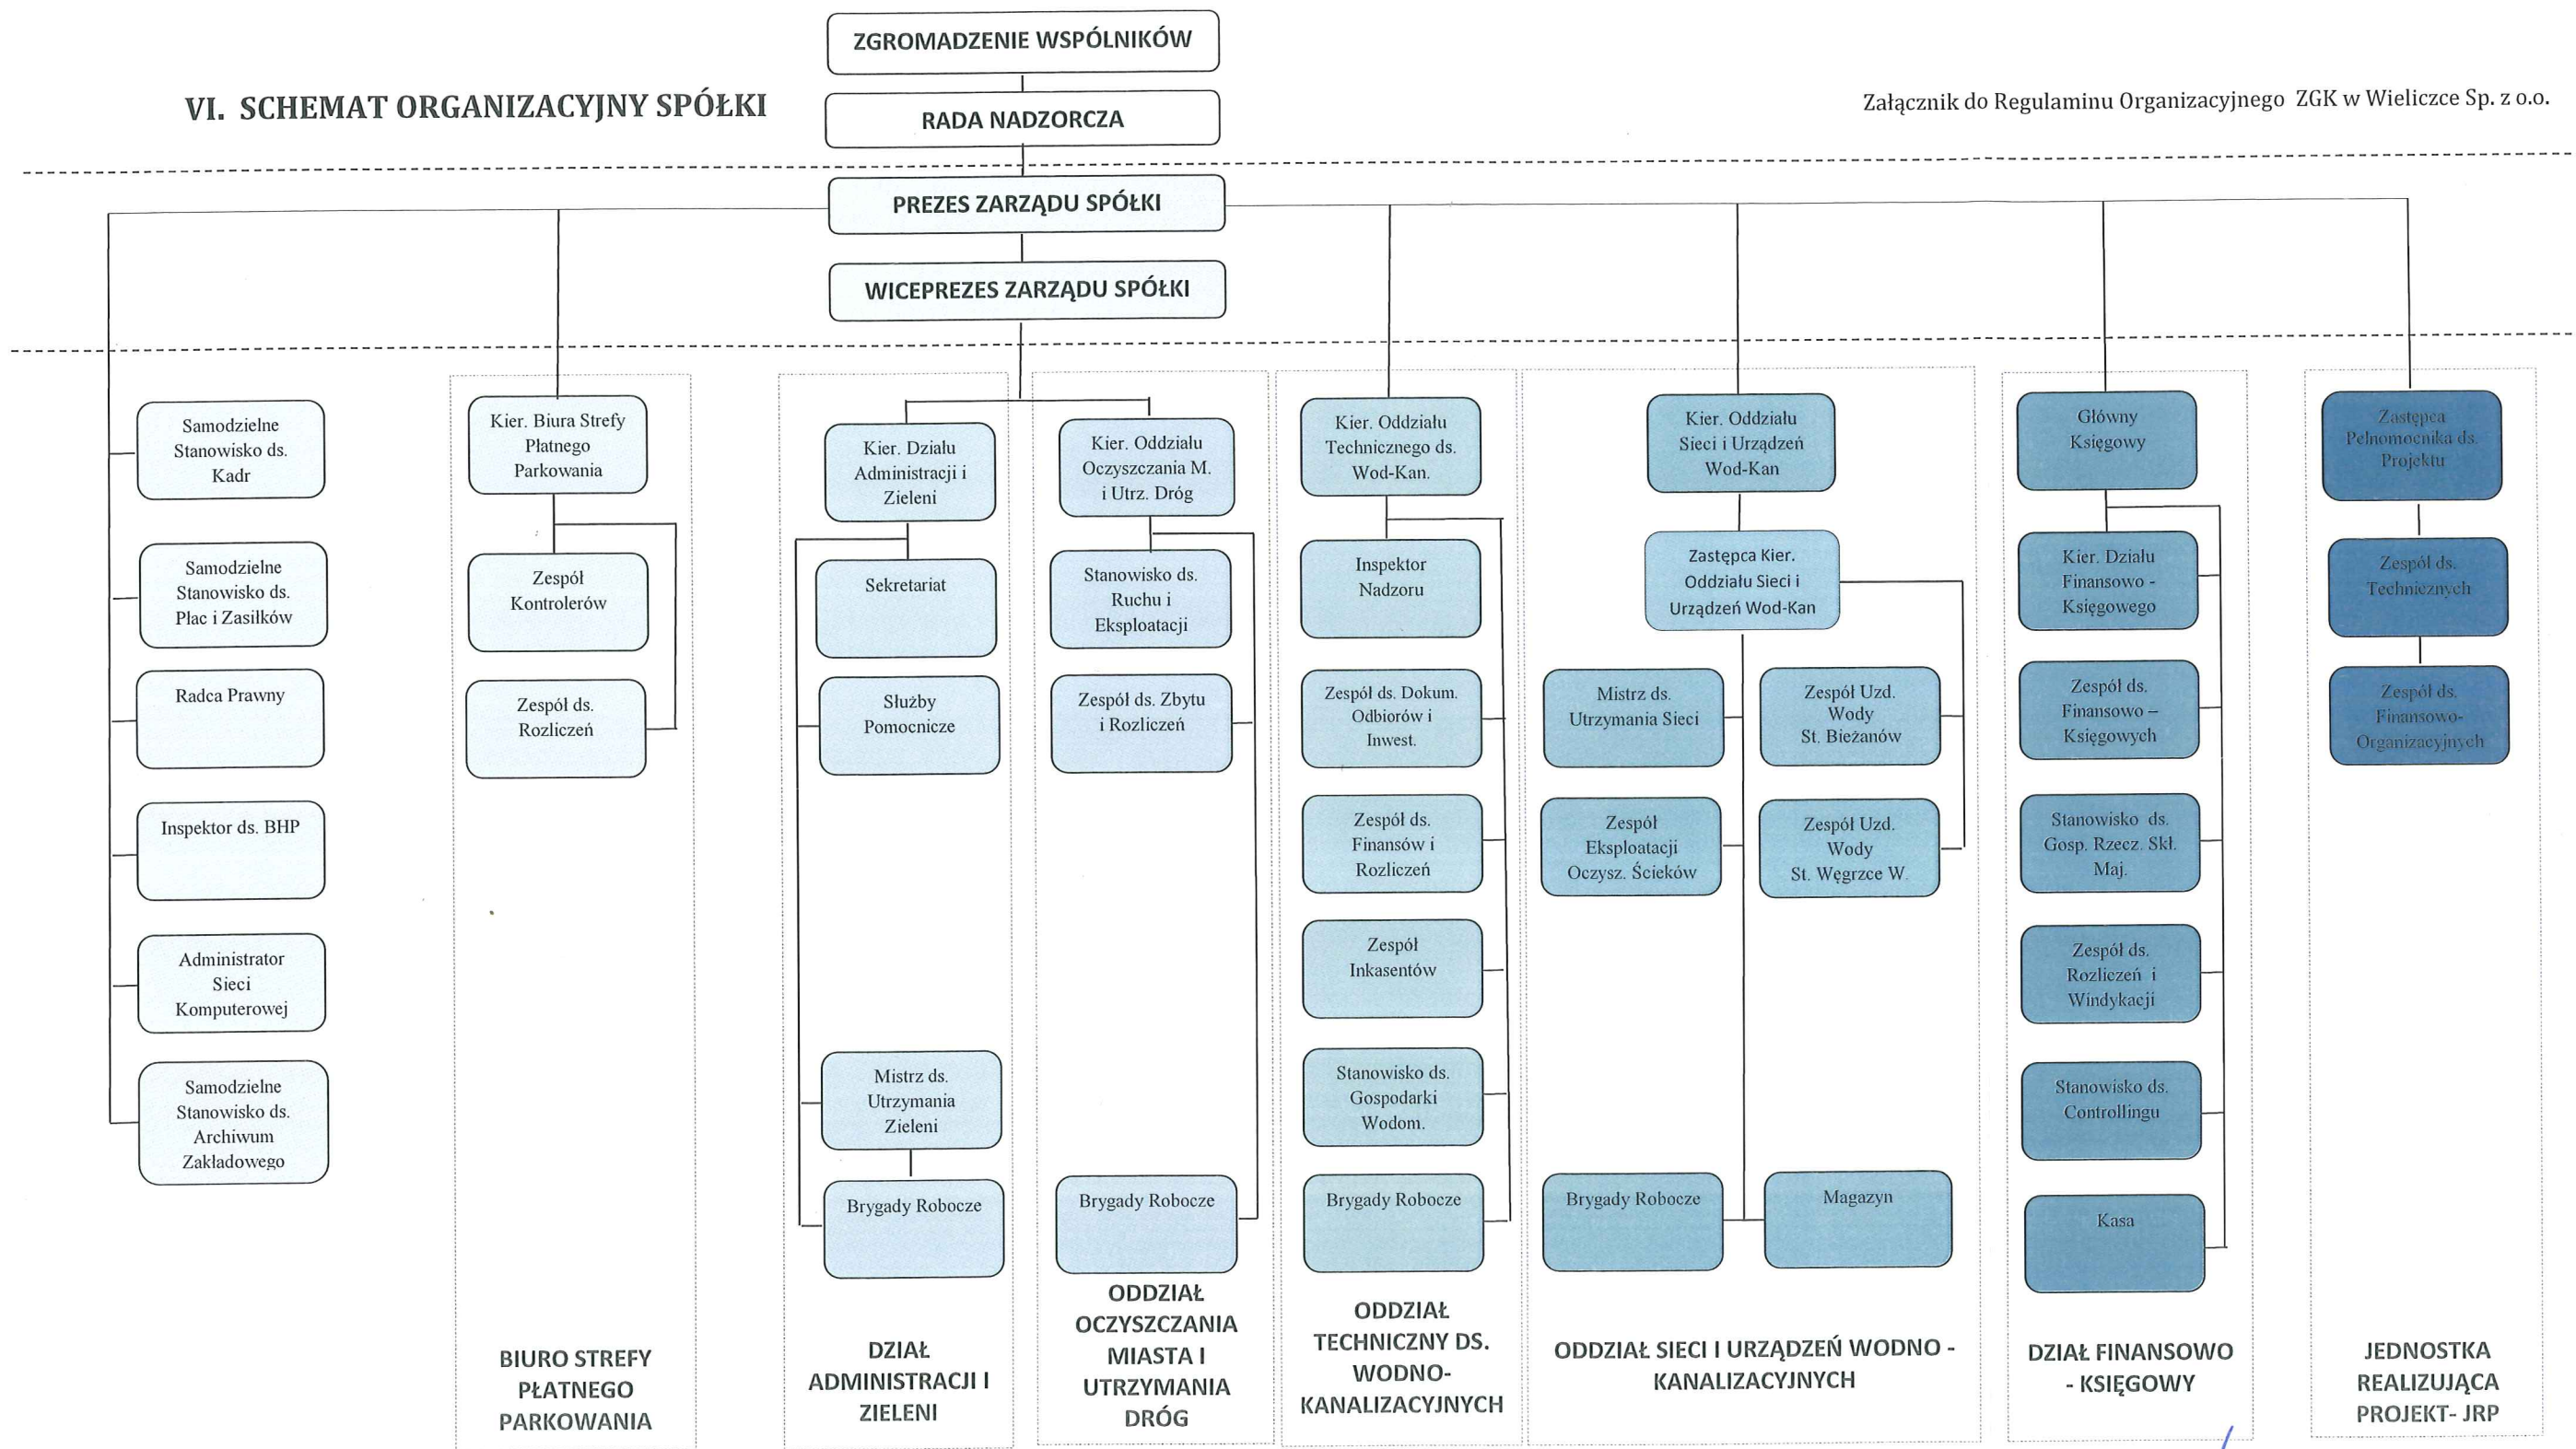 ZGROMADZENIE WSPÓLNIKÓW
VI. SCHEMAT ORGANIZACYJNY SPÓŁKI
Załącznik do Regulaminu Organizacyjnego ZGK w Wieliczce Sp. z o.o.
RADA NADZORCZA
PREZES ZARZĄDU SPÓŁKI
WICEPREZES ZARZĄDU SPÓŁKI
Samodzielne
Stanowisko ds.
Kadr
Samodzielne
Stanowisko ds.
Płac i Zasiłków
Radca Prawny
Inspektor ds. BHP
Administrator
Sieci
Komputerowej
Samodzielne
Stanowisko ds.
Archiwum
Zakładowego
Kier. Biura Strefy
Płatnego
Parkowania
Zespół
Kontrolerów
Zespół ds.
Rozliczeń
BIURO STREFY
PŁATNEGO
PARKOWANIA
Kier. Działu
Administracji i
Zieleni
Sekretariat
Służby
Pomocnicze
Mistrz ds.
Utrzymania
Zieleni
Brygady Robocze
DZIAŁ
ADMINISTRACJI I
ZIELENI
Kier. Oddziału
Oczyszczania M.
i Utrz. Dróg
Stanowisko ds.
Ruchu i
Eksploatacji
Zespół ds. Zbytu
i Rozliczeń
Brygady Robocze
ODDZIAŁ
OCZYSZCZANIA
MIASTA I
UTRZYMANIA
DRÓG
Kier. Oddziału
Technicznego ds.
Wod-Kan.
Inspektor
Nadzoru
Zespół ds. Dokum.
Odbiorów i
Inwest.
Zespół ds.
Finansów i
Rozliczeń
Zespół
Inkasentów
Stanowisko ds.
Gospodarki
Wodom.
Brygady Robocze
ODDZIAŁ
TECHNICZNY DS.
WODNO-
KANALIZACYJNYCH
Kier. Oddziału
Sieci i Urządzeń
Wod-Kan
Zastępca Kier.
Oddziału Sieci i
Urządzeń Wod-Kan
Mistrz ds.
Utrzymania Sieci
Zespół Uzd.
Wody
St. Bieżanów
Zespół
Eksploatacji
Oczysz. Ścieków
Zespół Uzd.
Wody
St. Węgrzce W.
Brygady Robocze
Magazyn
ODDZIAŁ SIECI I URZĄDZEŃ WODNO -
KANALIZACYJNYCH
Główny
Księgowy
Kier. Działu
Finansowo -
Księgowego
Zespół ds.
Finansowo –
Księgowych
Stanowisko ds.
Gosp. Rzecz. Skł.
Maj.
Zespół ds.
Rozliczeń i
Windykacji
Stanowisko ds.
Controllingu
Kasa
DZIAŁ FINANSOWO
- KSIĘGOWY
Zastępca
Pełnomocnika ds.
Projektu
Zespół ds.
Technicznych
Zespół ds.
Finansowo-
Organizacyjnych
JEDNOSTKA
REALIZUJĄCA
PROJEKT- JRP